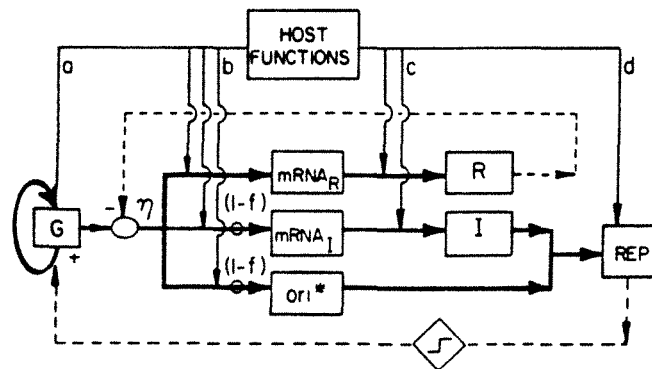 HOST
FUNCTIONS
a
b
c
d
mRNA_R
R
- η
(1-f)
G
+
mRNA_I
I
REP
(1-f)
ori*